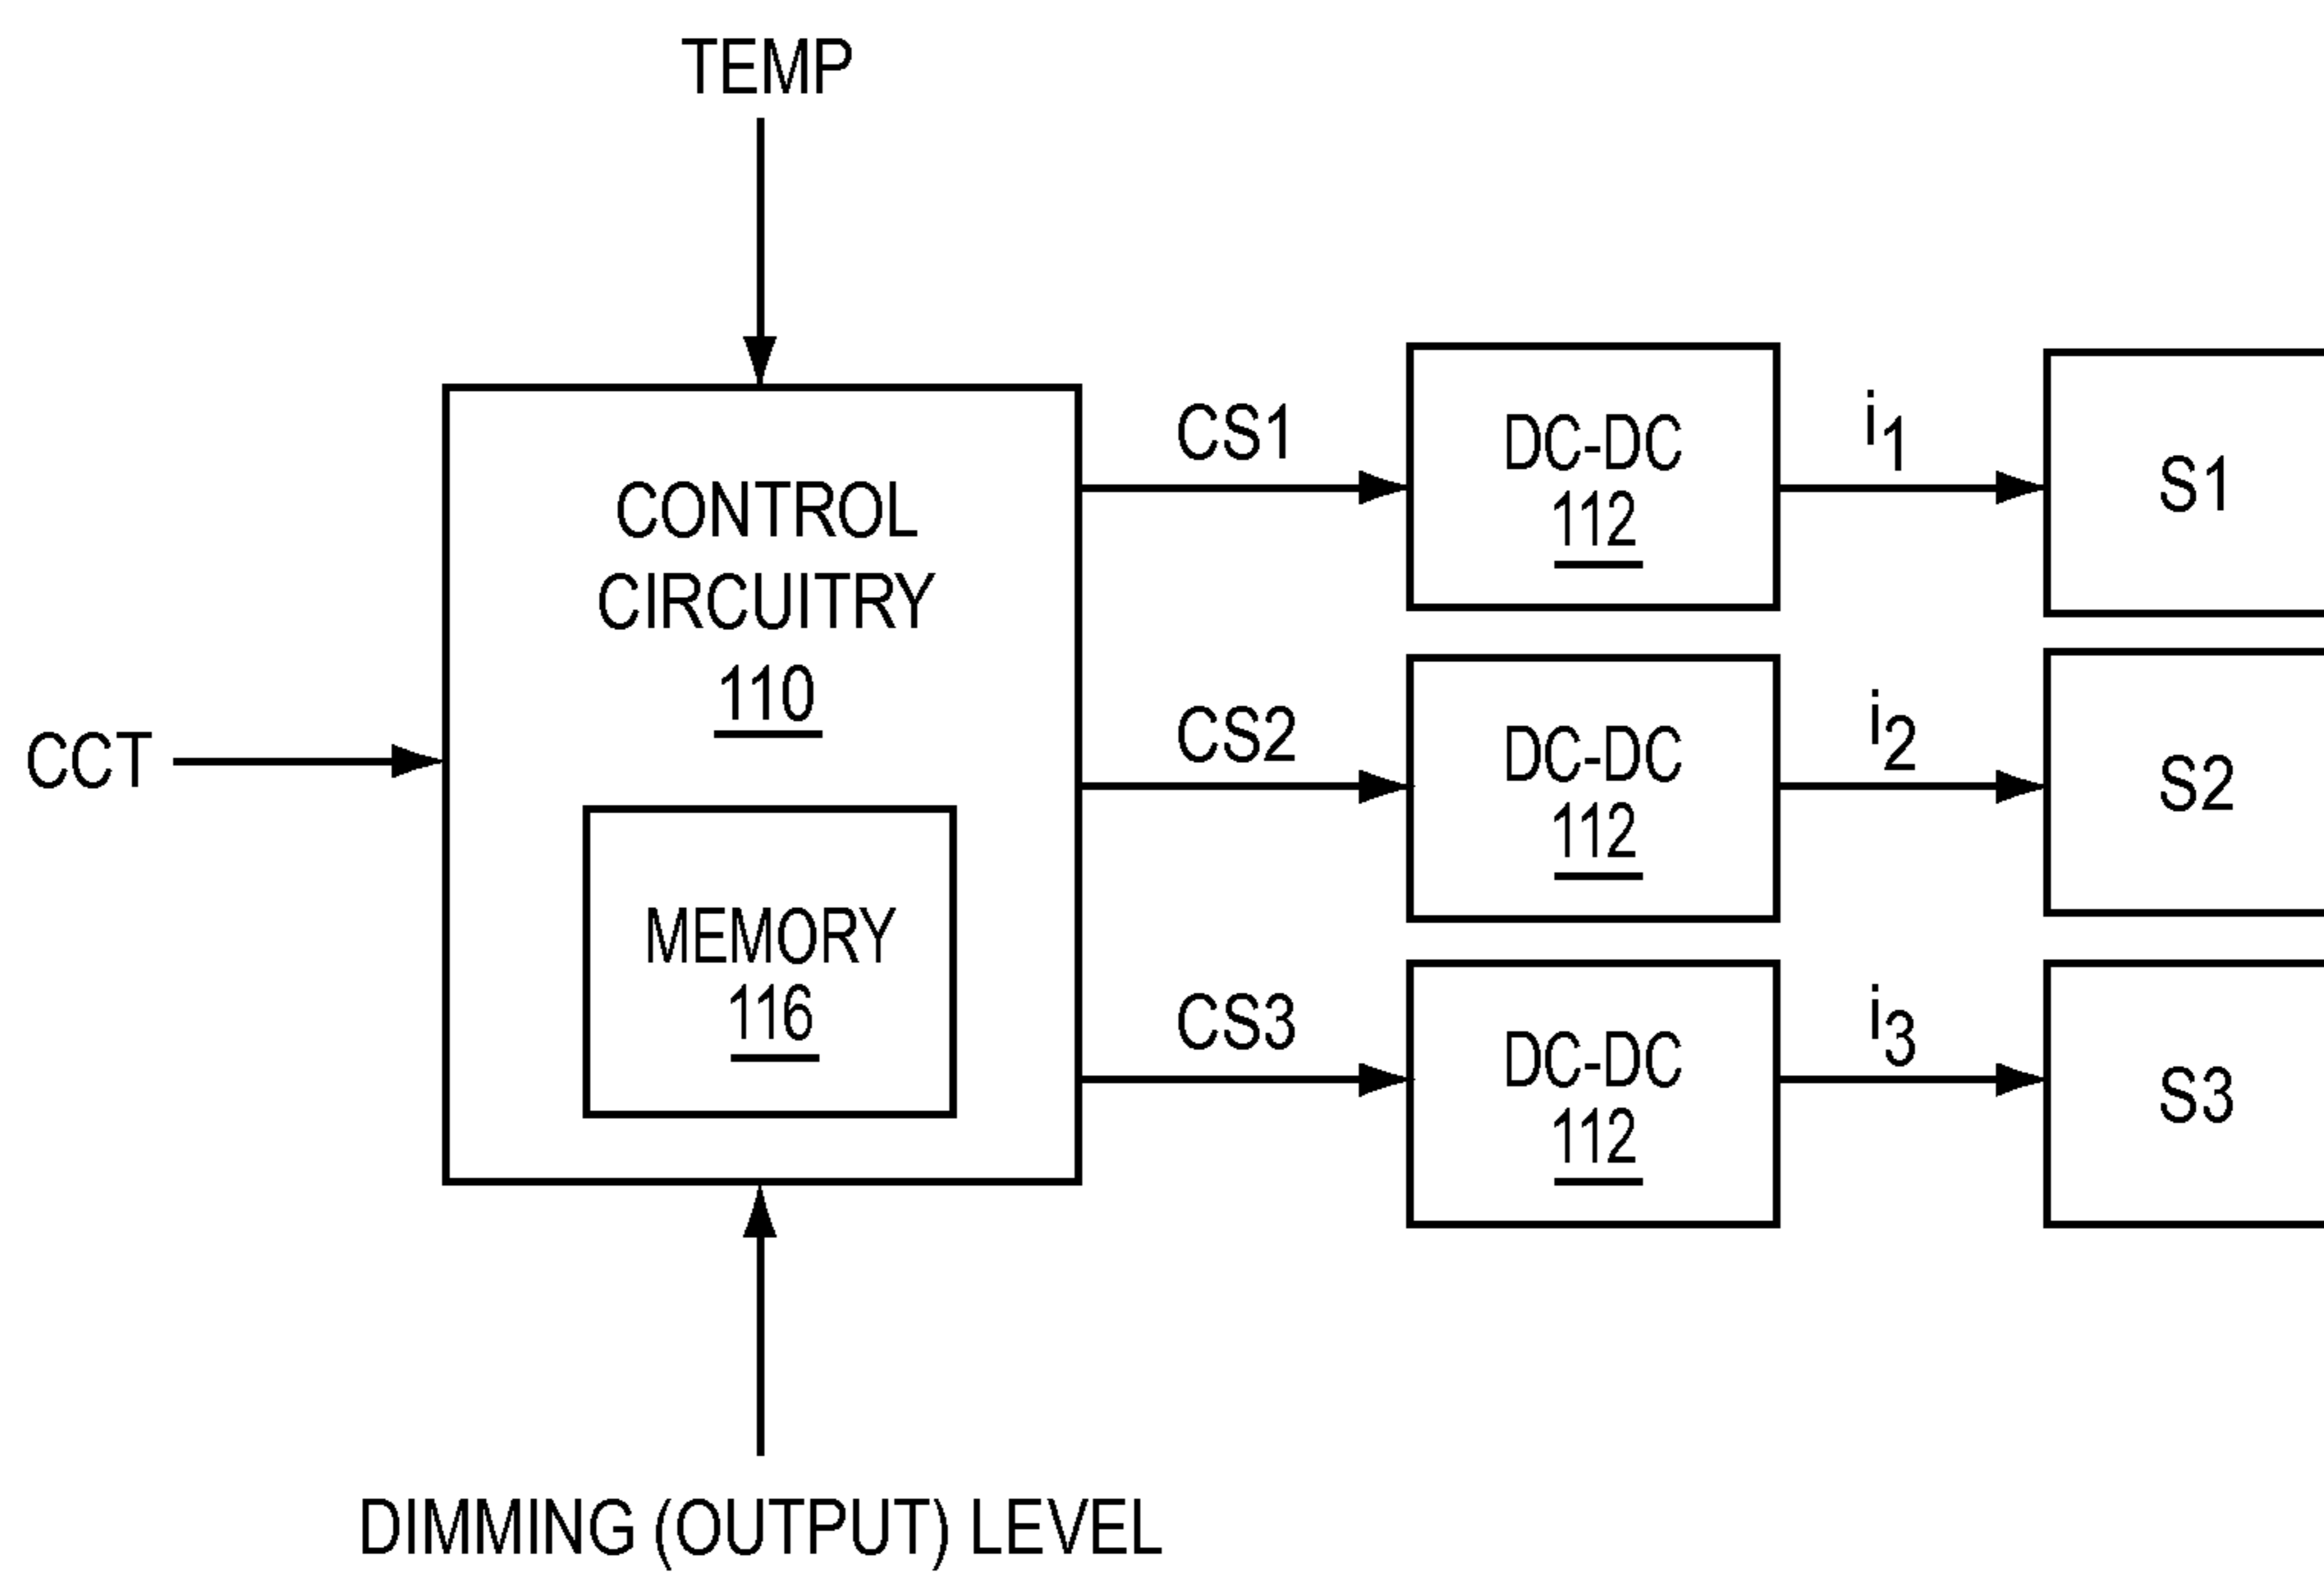 TEMP
CCT
CONTROL
CIRCUITRY
110
MEMORY
116
DIMMING (OUTPUT) LEVEL
CS1
DC-DC
112
i1
S1
CS2
DC-DC
112
i2
S2
CS3
DC-DC
112
i3
S3